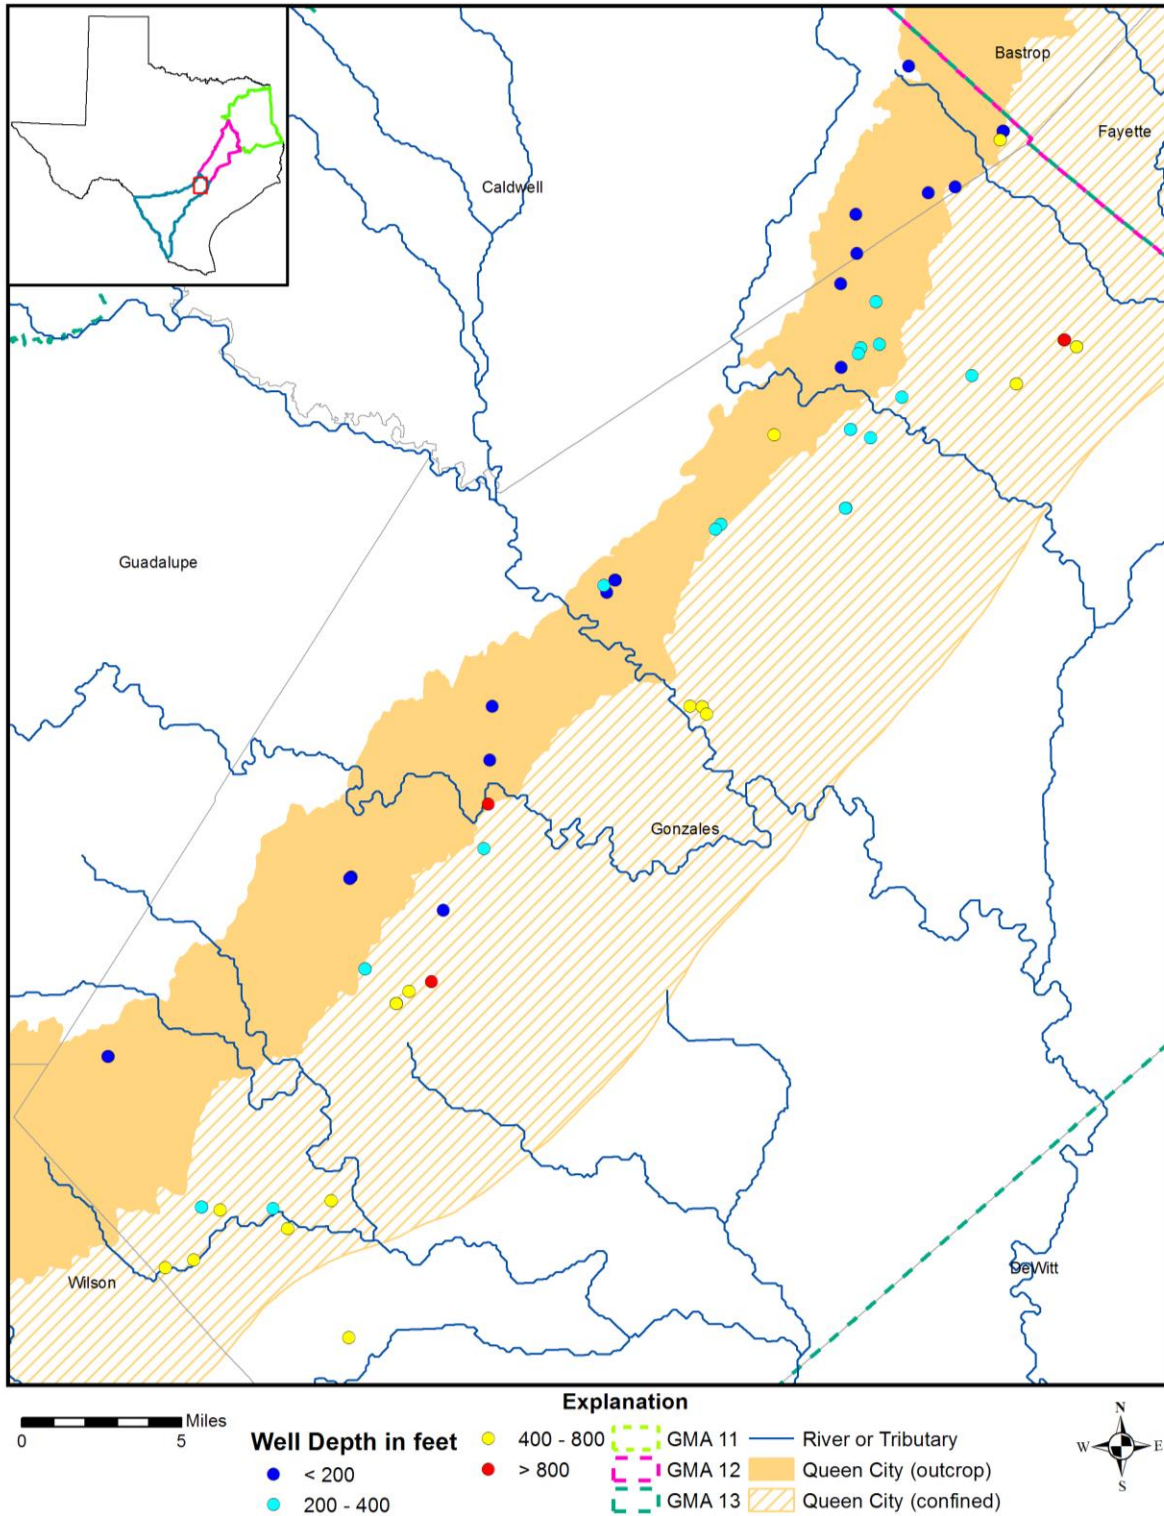 Bastrop
Fayette
Caldwell
Guadalupe
Gonzales
Wilson
DeWitt
Explanation
Miles
0 5
Well Depth in feet
< 200
200 - 400
400 - 800
> 800
GMA 11
GMA 12
GMA 13
River or Tributary
Queen City (outcrop)
Queen City (confined)
N
W E
S